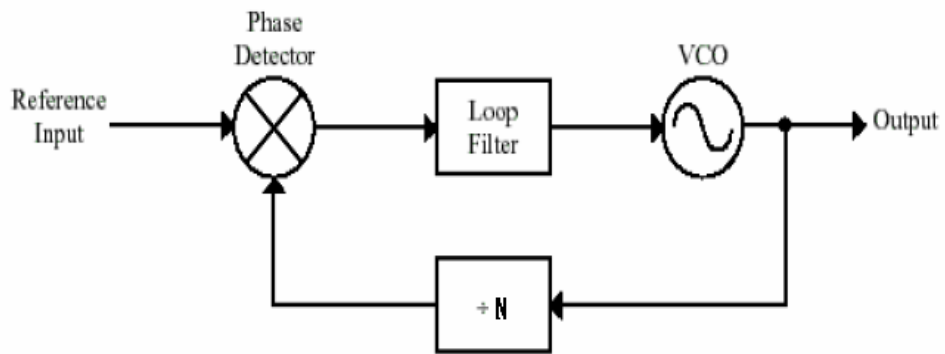 Phase
Detector
VCO
Reference
Input
Loop
Filter
Output
÷ N